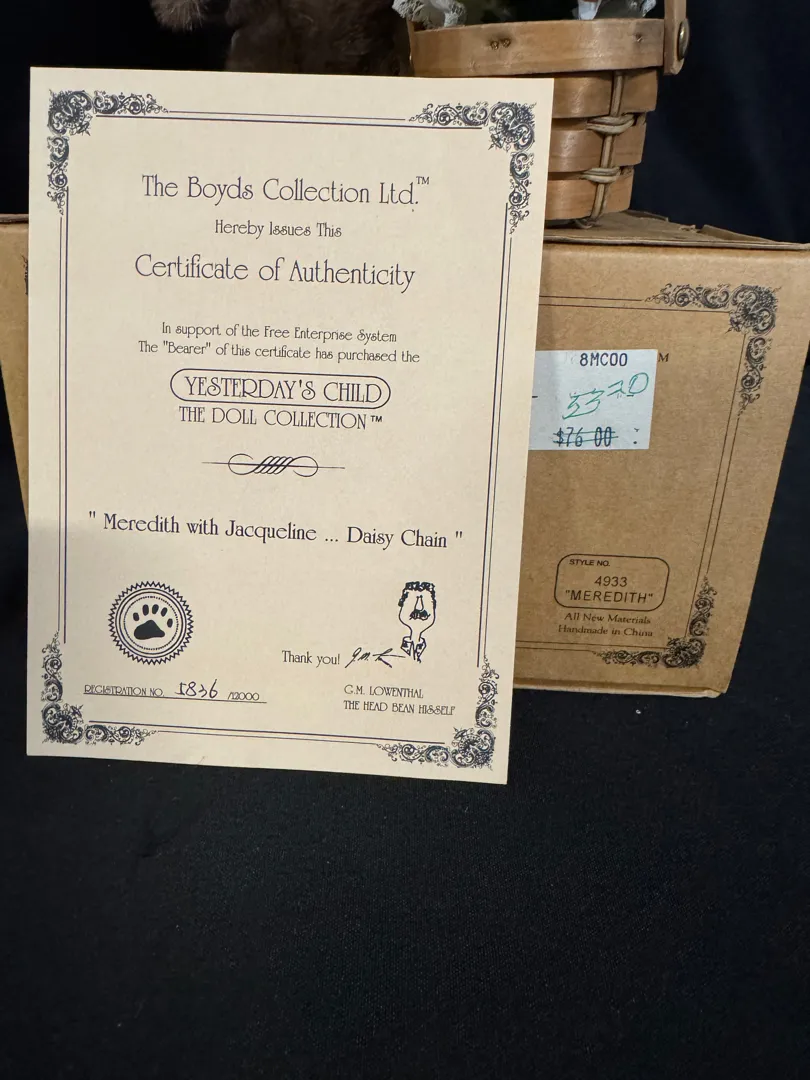 The Boyds Collection Ltd.™
Hereby Issues This
Certificate of Authenticity
In support of the Free Enterprise System
The "Bearer" of this certificate has purchased the
YESTERDAY'S CHILD
THE DOLL COLLECTION™
" Meredith with Jacqueline ... Daisy Chain "
Thank you!
REGISTRATION NO. 5836 /12000
G.M. LOWENTHAL
THE HEAD BEAN HISSELF
8MC00
33 20
$76 00
M
STYLE NO.
4933
"MEREDITH"
All New Materials
Handmade in China